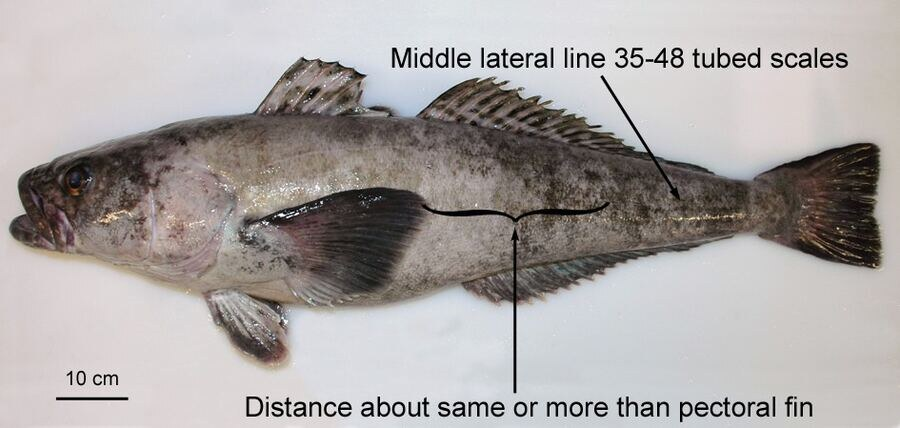 Middle lateral line 35-48 tubed scales
10 cm
Distance about same or more than pectoral fin